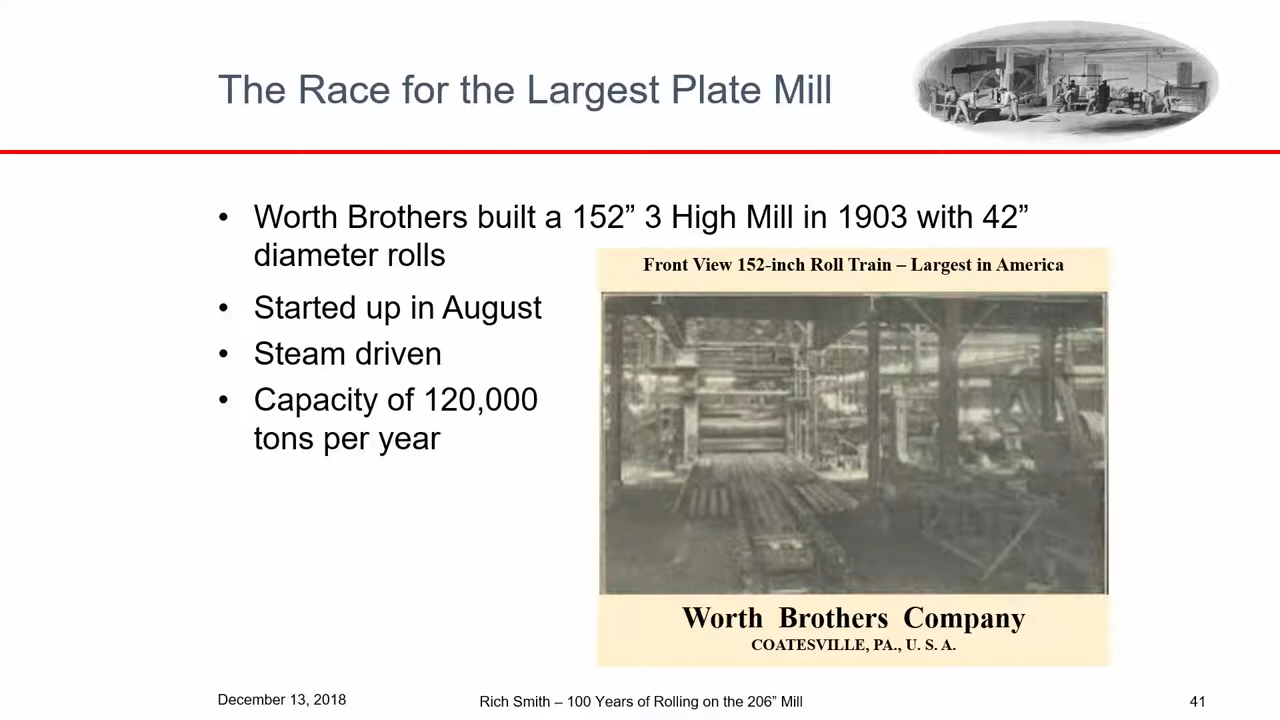 The Race for the Largest Plate Mill
• Worth Brothers built a 152” 3 High Mill in 1903 with 42”
diameter rolls
• Started up in August
• Steam driven
• Capacity of 120,000
tons per year
Front View 152-inch Roll Train – Largest in America
Worth Brothers Company
COATESVILLE, PA., U. S. A.
December 13, 2018
Rich Smith – 100 Years of Rolling on the 206” Mill
41